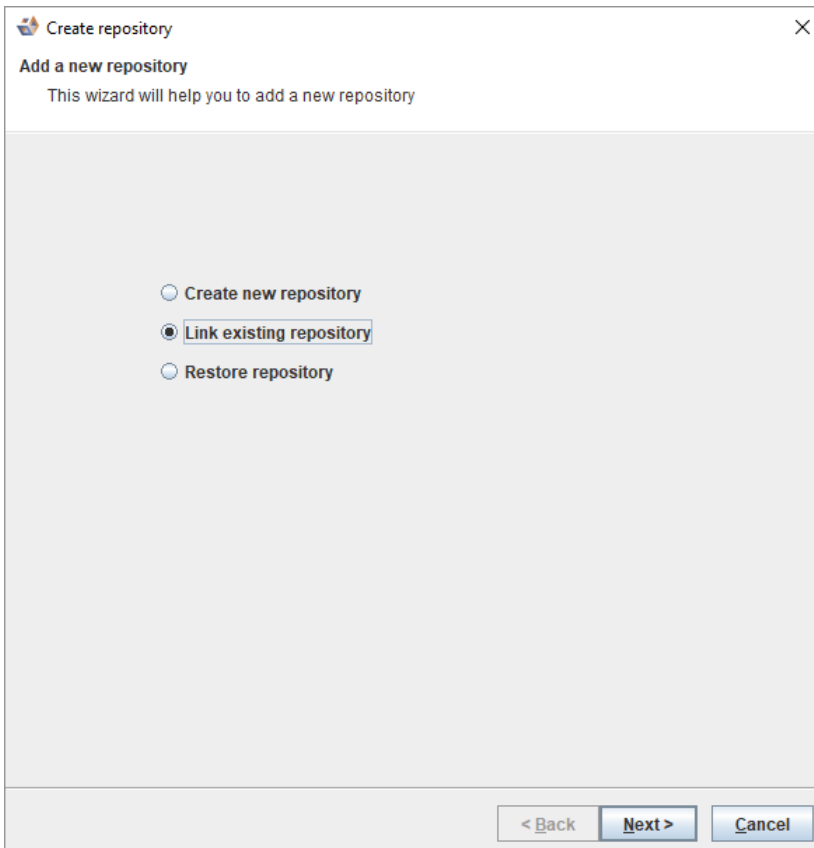 Create repository
Add a new repository
This wizard will help you to add a new repository
Create new repository
Link existing repository
Restore repository
< Back Next > Cancel